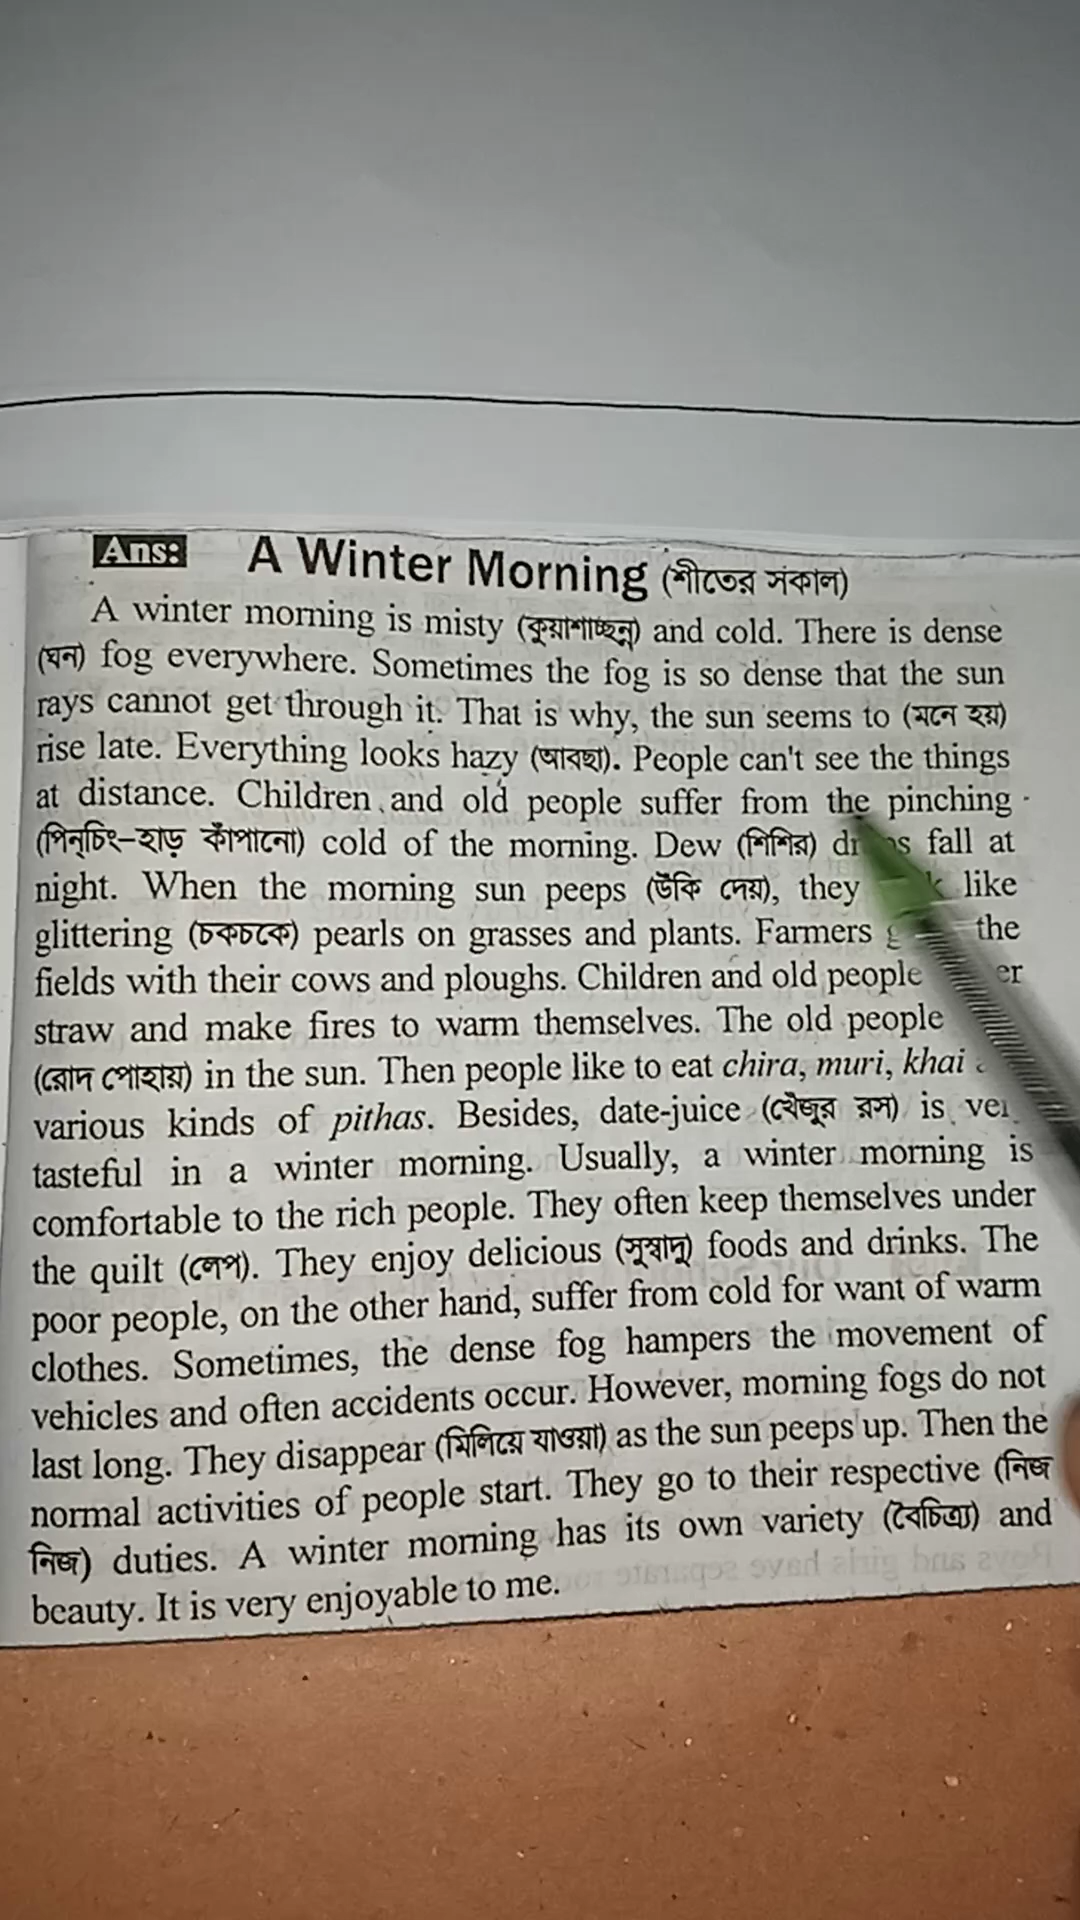 Ans: A Winter Morning (শীতের সকাল)
A winter morning is misty (কুয়াশাচ্ছন্ন) and cold. There is dense
(ঘন) fog everywhere. Sometimes the fog is so dense that the sun
rays cannot get through it. That is why, the sun seems to (মনে হয়)
rise late. Everything looks hazy (আবছা). People can't see the things
at distance. Children and old people suffer from the pinching
(পিন্‌চিং-হাড় কাঁপানো) cold of the morning. Dew (শিশির) fall at
night. When the morning sun peeps (উঁকি দেয়), they like
glittering (চকচকে) pearls on grasses and plants. Farmers the
fields with their cows and ploughs. Children and old people
straw and make fires to warm themselves. The old people
(রোদ পোহায়) in the sun. Then people like to eat chira, muri, khai
various kinds of pithas. Besides, date-juice (খেঁজুর রস) is
tasteful in a winter morning. Usually, a winter morning is
comfortable to the rich people. They often keep themselves under
the quilt (লেপ). They enjoy delicious (সুস্বাদু) foods and drinks. The
poor people, on the other hand, suffer from cold for want of warm
clothes. Sometimes, the dense fog hampers the movement of
vehicles and often accidents occur. However, morning fogs do not
last long. They disappear (মিলিয়ে যাওয়া) as the sun peeps up. Then the
normal activities of people start. They go to their respective (নিজ
নিজ) duties. A winter morning has its own variety (বৈচিত্র্য) and
beauty. It is very enjoyable to me.